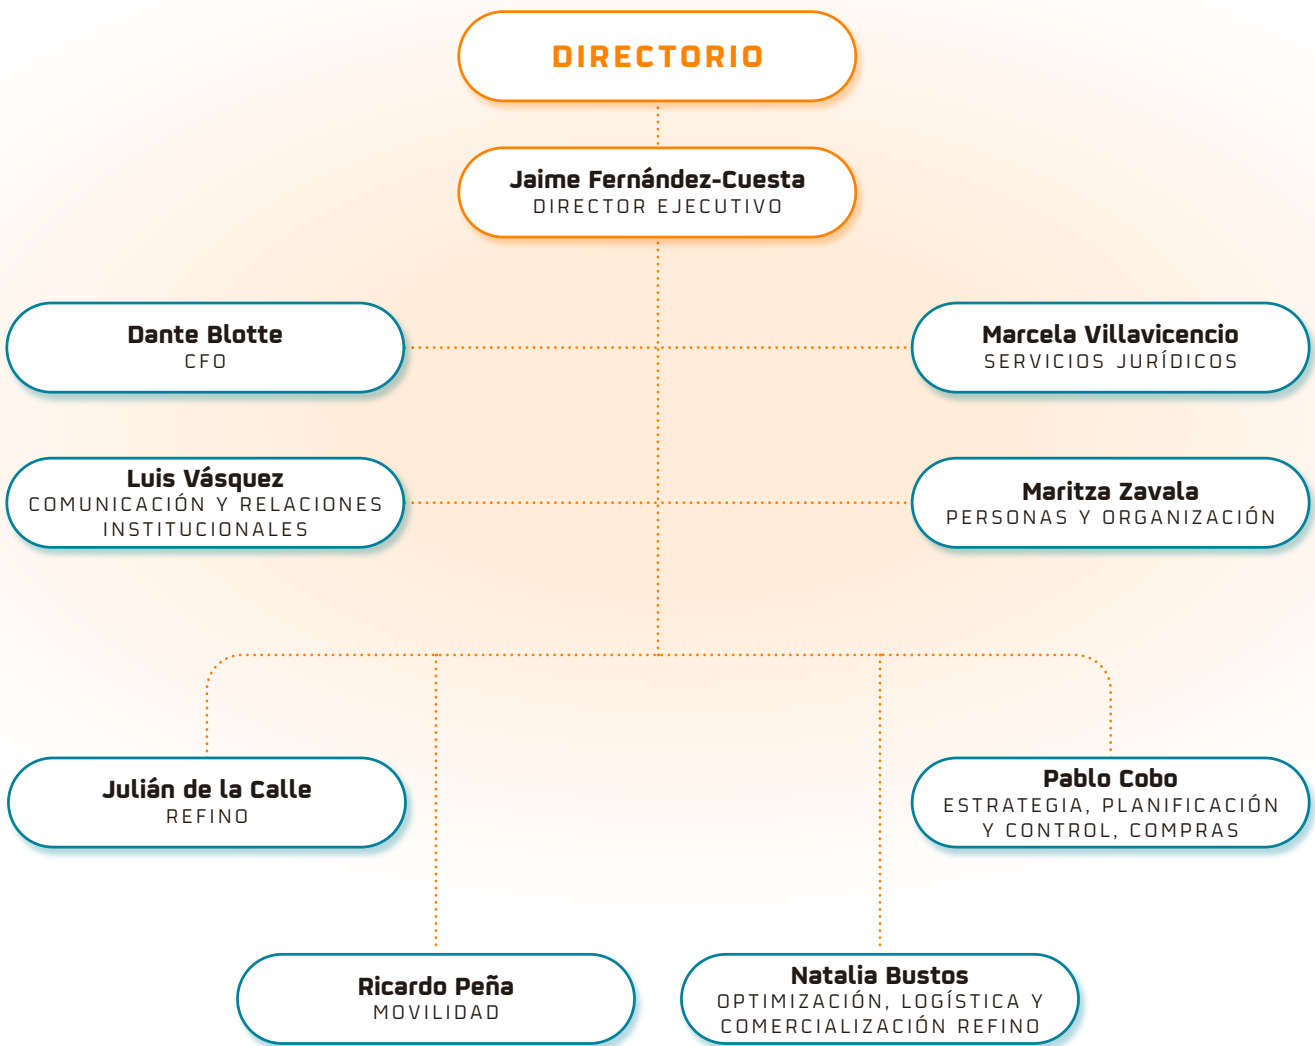 DIRECTORIO
Jaime Fernández-Cuesta
DIRECTOR EJECUTIVO
Dante Blotte
CFO
Marcela Villavicencio
SERVICIOS JURÍDICOS
Luis Vásquez
COMUNICACIÓN Y RELACIONES
INSTITUCIONALES
Maritza Zavala
PERSONAS Y ORGANIZACIÓN
Julián de la Calle
REFINO
Pablo Cobo
ESTRATEGIA, PLANIFICACIÓN
Y CONTROL, COMPRAS
Ricardo Peña
MOVILIDAD
Natalia Bustos
OPTIMIZACIÓN, LOGÍSTICA Y
COMERCIALIZACIÓN REFINO